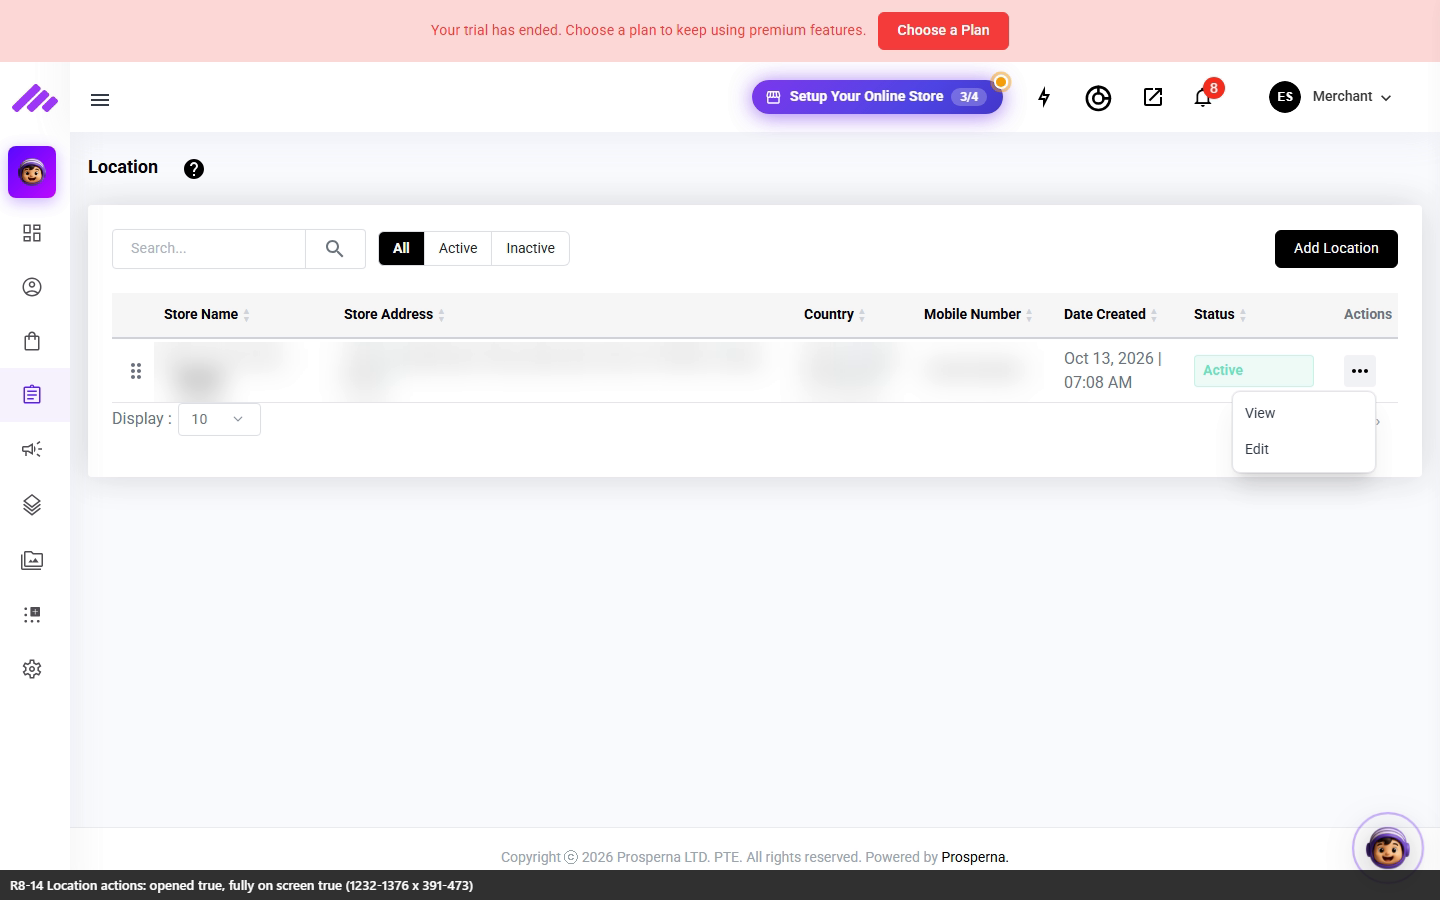 Your trial has ended. Choose a plan to keep using premium features.
Choose a Plan
Setup Your Online Store 3/4
8
ES
Merchant
Location
Search...
All
Active
Inactive
Add Location
Store Name
Store Address
Country
Mobile Number
Date Created
Status
Actions
Oct 13, 2026 |
07:08 AM
Active
Display :
10
View
Edit
Copyright © 2026 Prosperna LTD. PTE. All rights reserved. Powered by Prosperna.
R8-14 Location actions: opened true, fully on screen true (1232-1376 x 391-473)